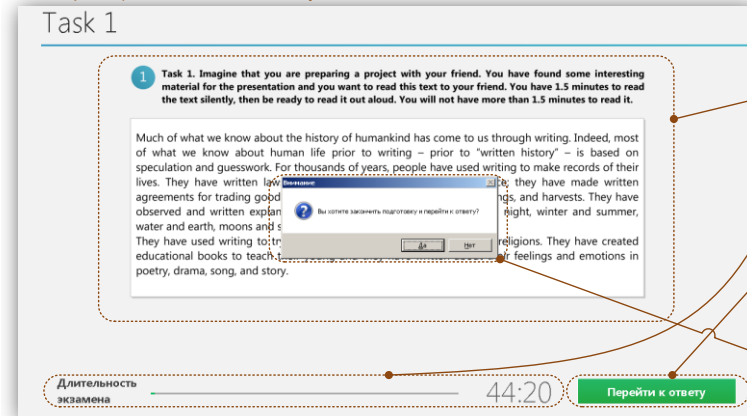 Task 1
1 Task 1. Imagine that you are preparing a project with your friend. You have found some interesting
material for the presentation and you want to read this text to your friend. You have 1.5 minutes to read
the text silently, then be ready to read it out aloud. You will not have more than 1.5 minutes to read it.
Much of what we know about the history of humankind has come to us through writing. Indeed, most
of what we know about human life prior to writing – prior to "written history" – is based on
speculation and guesswork. For thousands of years, people have used writing to make records of their
lives. They have written they have made written
agreements for trading and harvests. They have
observed and written night, winter and summer,
water and earth, moons and
They have used writing to religions. They have created
educational books to teach feelings and emotions in
poetry, drama, song, and story.
Внимание
Вы хотите закончить подготовку и перейти к ответу?
Да Нет
Длительность
экзамена
44:20
Перейти к ответу